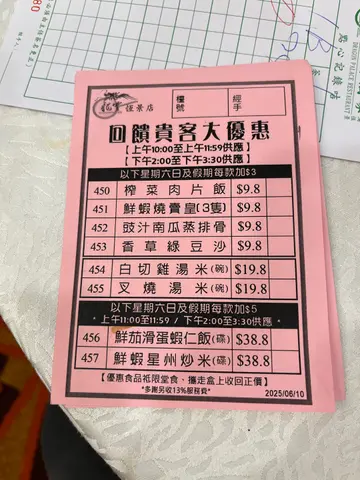 匯景店
檯號
經手
回饋貴客大優惠
【上午10:00至上午11:59供應】
【下午2:00至下午3:30供應】
以下星期六日及假期每款加$3
450 榨菜肉片飯 $9.8
451 鮮蝦燒賣皇(3隻) $9.8
452 豉汁南瓜蒸排骨 $9.8
453 香草綠豆沙 $9.8
454 白切雞湯米(碗) $19.8
455 叉燒湯米(碗) $19.8
以下星期六日及假期每款加$5
*上午11:00至11:59 / 下午2:00至3:30供應*
456 鮮茄滑蛋蝦仁飯(碟) $38.8
457 鮮蝦星州炒米(碟) $38.8
【優惠食品祗限堂食・攜走盒上收回正價】
*多謝另收13%服務費*
2025/06/10